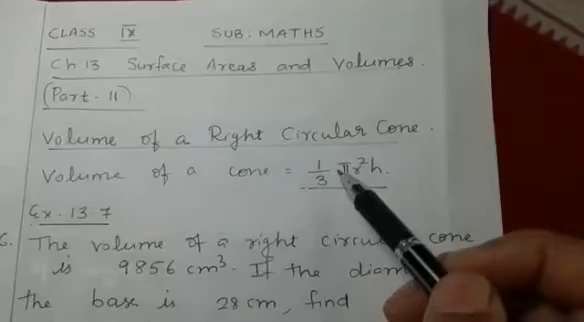 CLASS IX SUB: MATHS
Ch 13 Surface Areas and Volumes.
(Part-11)
Volume of a Right Circular Cone.
Volume of a cone = 1/3 πr²h.
Ex. 13.7
6. The volume of a right cone
is 9856 cm³. If the
the base is 28 cm, find